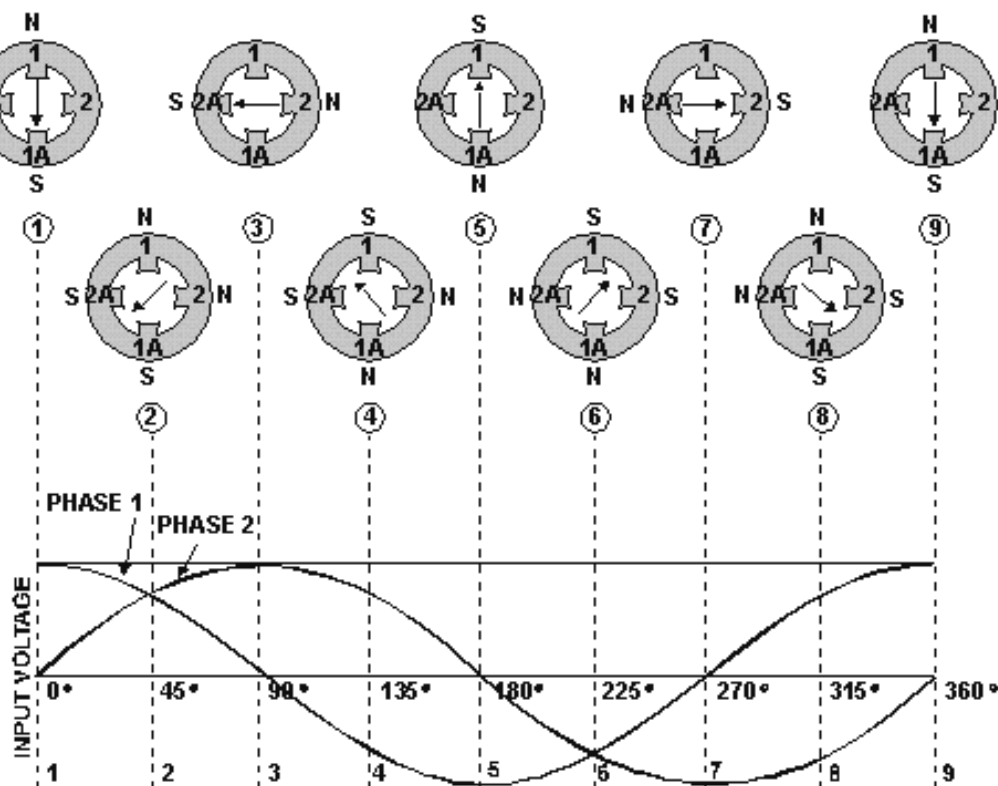 N S N
1 1 1 1 1
2 S 2A 2 N 2A 2 N 2A 2 S 2A 2
1A 1A 1A 1A 1A
S N S
1 3 5 7 9
N S S N
1 1 1 1
S 2A 2 N S 2A 2 N N 2A 2 S N 2A 2 S
1A 1A 1A 1A
S N N S
2 4 6 8
PHASE 1
PHASE 2
INPUT VOLTAGE
0° 45° 90° 135° 180° 225° 270° 315° 360°
1 2 3 4 5 6 7 8 9